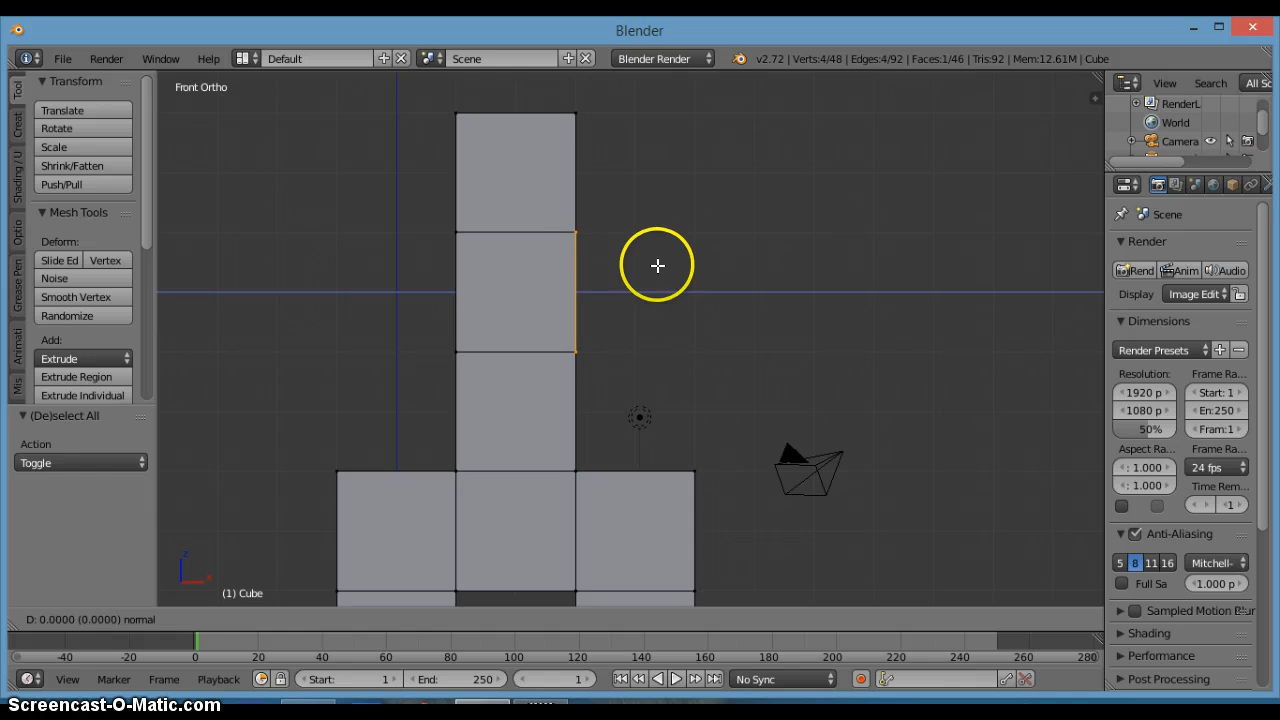 Blender
File Render Window Help Default Scene Blender Render v2.72 | Verts:4/48 | Edges:4/92 | Faces:1/46 | Tris:92 | Mem:12.61M | Cube
Tool
Creat
Shading / U
Optio
Grease Pen
Animati
Mis
Transform
Translate
Rotate
Scale
Shrink/Fatten
Push/Pull
Mesh Tools
Deform:
Slide Ed Vertex
Noise
Smooth Vertex
Randomize
Add:
Extrude
Extrude Region
Extrude Individual
(De)select All
Action
Toggle
Front Ortho
z
x
(1) Cube
D: 0.0000 (0.0000) normal
View Search All Sc
RenderL
World
Camera
Scene
Render
Rend Anim Audio
Display Image Edit
Dimensions
Render Presets
Resolution: Frame Ra...
1920 p Start: 1
1080 p En:250
50% Fram:1
Aspect Ra... Frame Ra...
: 1.000 24 fps
: 1.000 Time Rem...
1
Anti-Aliasing
5 8 11 16 Mitchell-
Full Sa 1.000 p
Sampled Motion Blur
Shading
Performance
Post Processing
-40 -20 0 20 40 60 80 100 120 140 160 180 200 220 240 260 280
View Marker Frame Playback Start: 1 End: 250 1 No Sync
Screencast-O-Matic.com